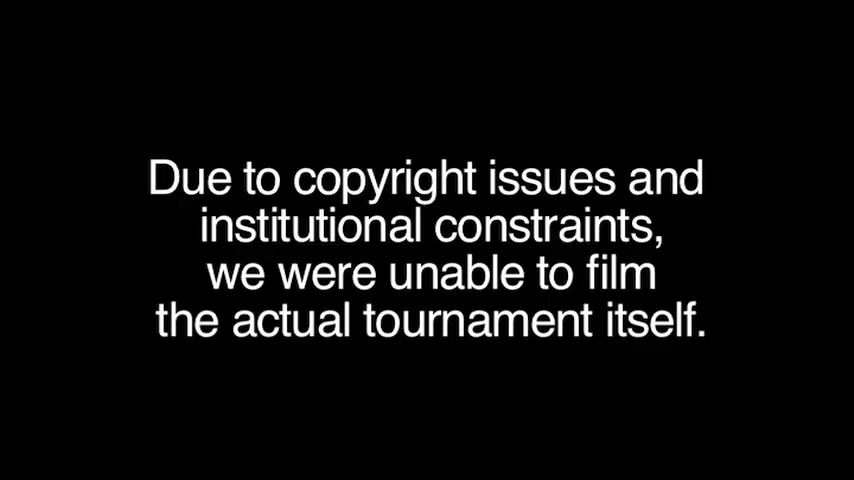 Due to copyright issues and
institutional constraints,
we were unable to film
the actual tournament itself.